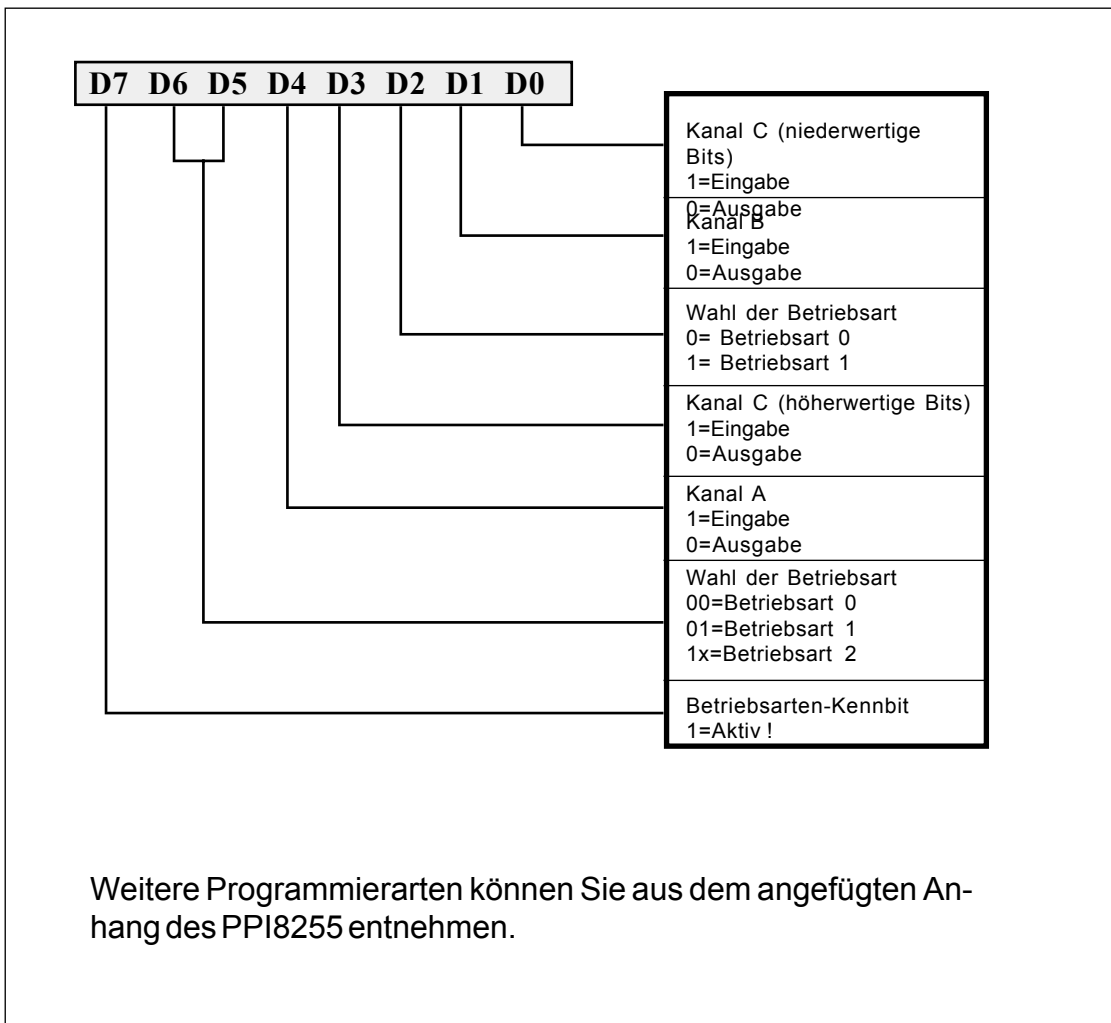 D7 D6 D5 D4 D3 D2 D1 D0
Kanal C (niederwertige
Bits)
1=Eingabe
0=Ausgabe
Kanal B
1=Eingabe
0=Ausgabe
Wahl der Betriebsart
0= Betriebsart 0
1= Betriebsart 1
Kanal C (höherwertige Bits)
1=Eingabe
0=Ausgabe
Kanal A
1=Eingabe
0=Ausgabe
Wahl der Betriebsart
00=Betriebsart 0
01=Betriebsart 1
1x=Betriebsart 2
Betriebsarten-Kennbit
1=Aktiv !
Weitere Programmierarten können Sie aus dem angefügten An-
hang des PPI8255 entnehmen.